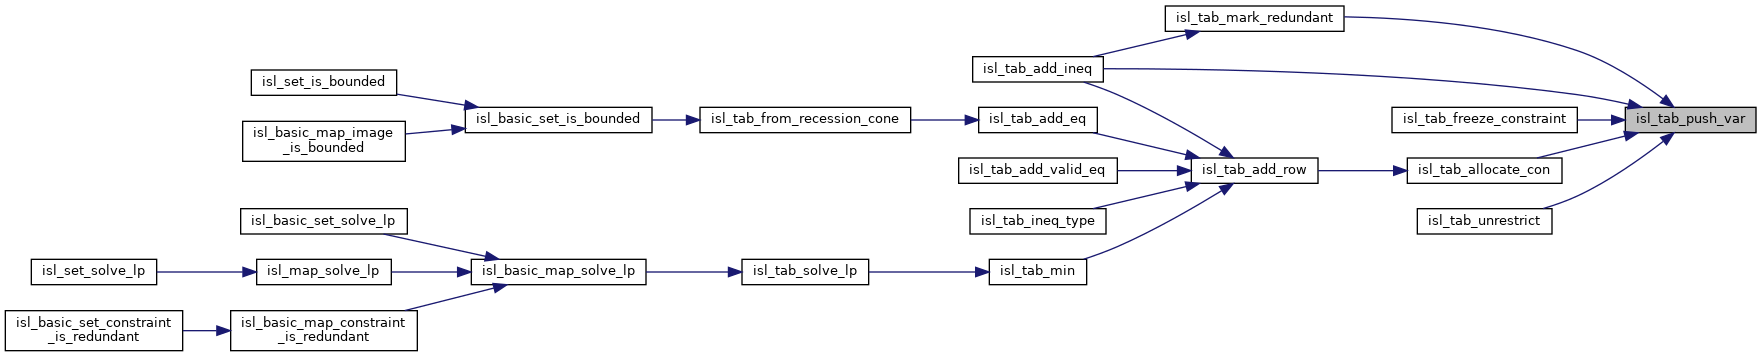 isl_tab_mark_redundant
isl_tab_add_ineq
isl_set_is_bounded
isl_basic_set_is_bounded
isl_tab_from_recession_cone
isl_tab_add_eq
isl_tab_freeze_constraint
isl_tab_push_var
isl_basic_map_image
_is_bounded
isl_tab_add_valid_eq
isl_tab_add_row
isl_tab_allocate_con
isl_basic_set_solve_lp
isl_tab_ineq_type
isl_tab_unrestrict
isl_set_solve_lp
isl_map_solve_lp
isl_basic_map_solve_lp
isl_tab_solve_lp
isl_tab_min
isl_basic_set_constraint
_is_redundant
isl_basic_map_constraint
_is_redundant